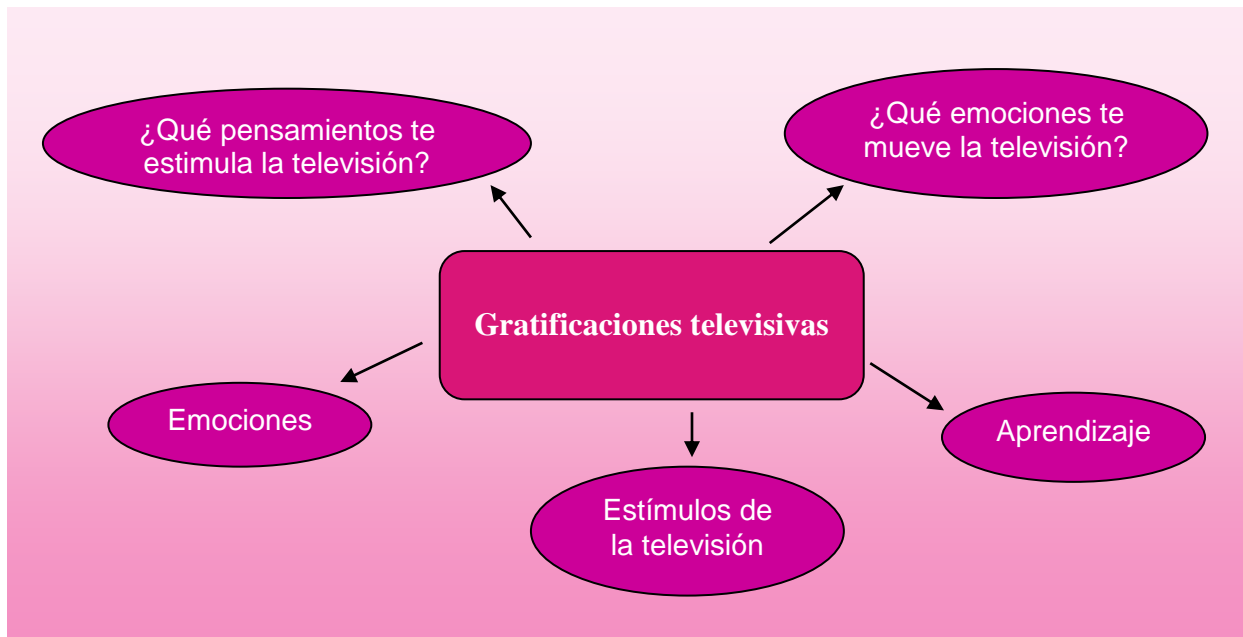 ¿Qué pensamientos te
estimula la televisión?
¿Qué emociones te
mueve la televisión?
Gratificaciones televisivas
Emociones
Aprendizaje
Estímulos de
la televisión